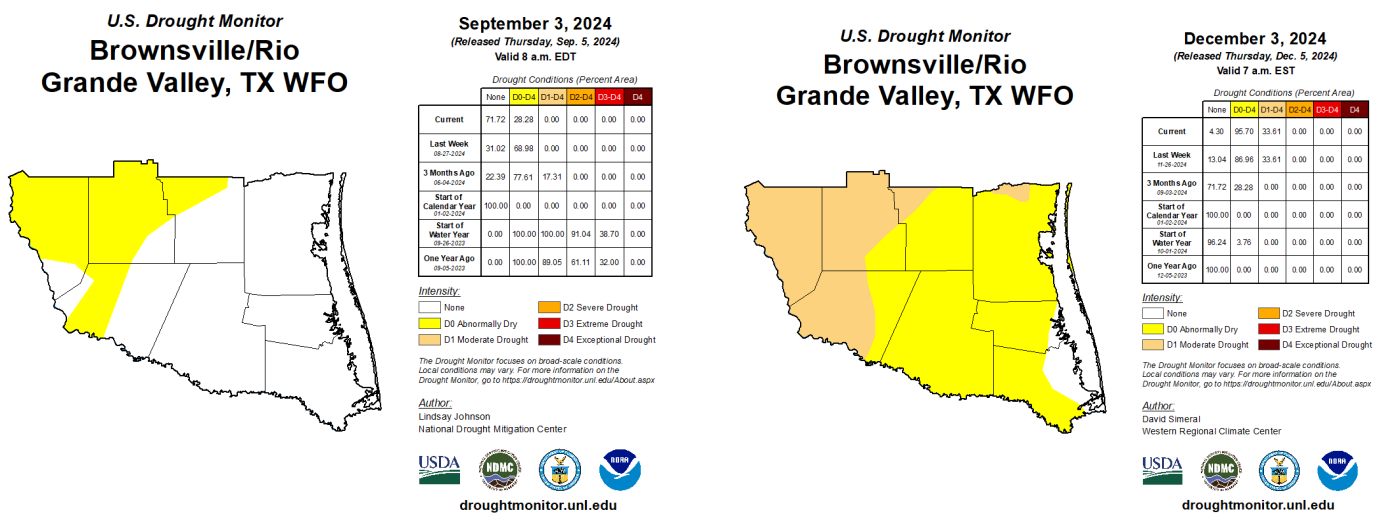 U.S. Drought Monitor
Brownsville/Rio
Grande Valley, TX WFO
September 3, 2024
(Released Thursday, Sep. 5, 2024)
Valid 8 a.m. EDT
Drought Conditions (Percent Area)
None D0-D4 D1-D4 D2-D4 D3-D4 D4
Current 71.72 28.28 0.00 0.00 0.00 0.00
Last Week
08-27-2024 31.02 68.98 0.00 0.00 0.00 0.00
3 Months Ago
06-04-2024 22.39 77.61 17.31 0.00 0.00 0.00
Start of
Calendar Year
01-02-2024 100.00 0.00 0.00 0.00 0.00 0.00
Start of
Water Year
09-26-2023 0.00 100.00 100.00 91.04 38.70 0.00
One Year Ago
09-05-2023 0.00 100.00 89.05 61.11 32.00 0.00
Intensity:
None
D0 Abnormally Dry
D1 Moderate Drought
D2 Severe Drought
D3 Extreme Drought
D4 Exceptional Drought
The Drought Monitor focuses on broad-scale conditions.
Local conditions may vary. For more information on the
Drought Monitor, go to https://droughtmonitor.unl.edu/About.aspx
Author:
Lindsay Johnson
National Drought Mitigation Center
USDA
NDMC
NOAA
droughtmonitor.unl.edu
U.S. Drought Monitor
Brownsville/Rio
Grande Valley, TX WFO
December 3, 2024
(Released Thursday, Dec. 5, 2024)
Valid 7 a.m. EST
Drought Conditions (Percent Area)
None D0-D4 D1-D4 D2-D4 D3-D4 D4
Current 4.30 95.70 33.61 0.00 0.00 0.00
Last Week
11-26-2024 13.04 86.96 33.61 0.00 0.00 0.00
3 Months Ago
09-03-2024 71.72 28.28 0.00 0.00 0.00 0.00
Start of
Calendar Year
01-02-2024 100.00 0.00 0.00 0.00 0.00 0.00
Start of
Water Year
10-01-2024 96.24 3.76 0.00 0.00 0.00 0.00
One Year Ago
12-05-2023 100.00 0.00 0.00 0.00 0.00 0.00
Intensity:
None
D0 Abnormally Dry
D1 Moderate Drought
D2 Severe Drought
D3 Extreme Drought
D4 Exceptional Drought
The Drought Monitor focuses on broad-scale conditions.
Local conditions may vary. For more information on the
Drought Monitor, go to https://droughtmonitor.unl.edu/About.aspx
Author:
David Simeral
Western Regional Climate Center
USDA
NDMC
NOAA
droughtmonitor.unl.edu